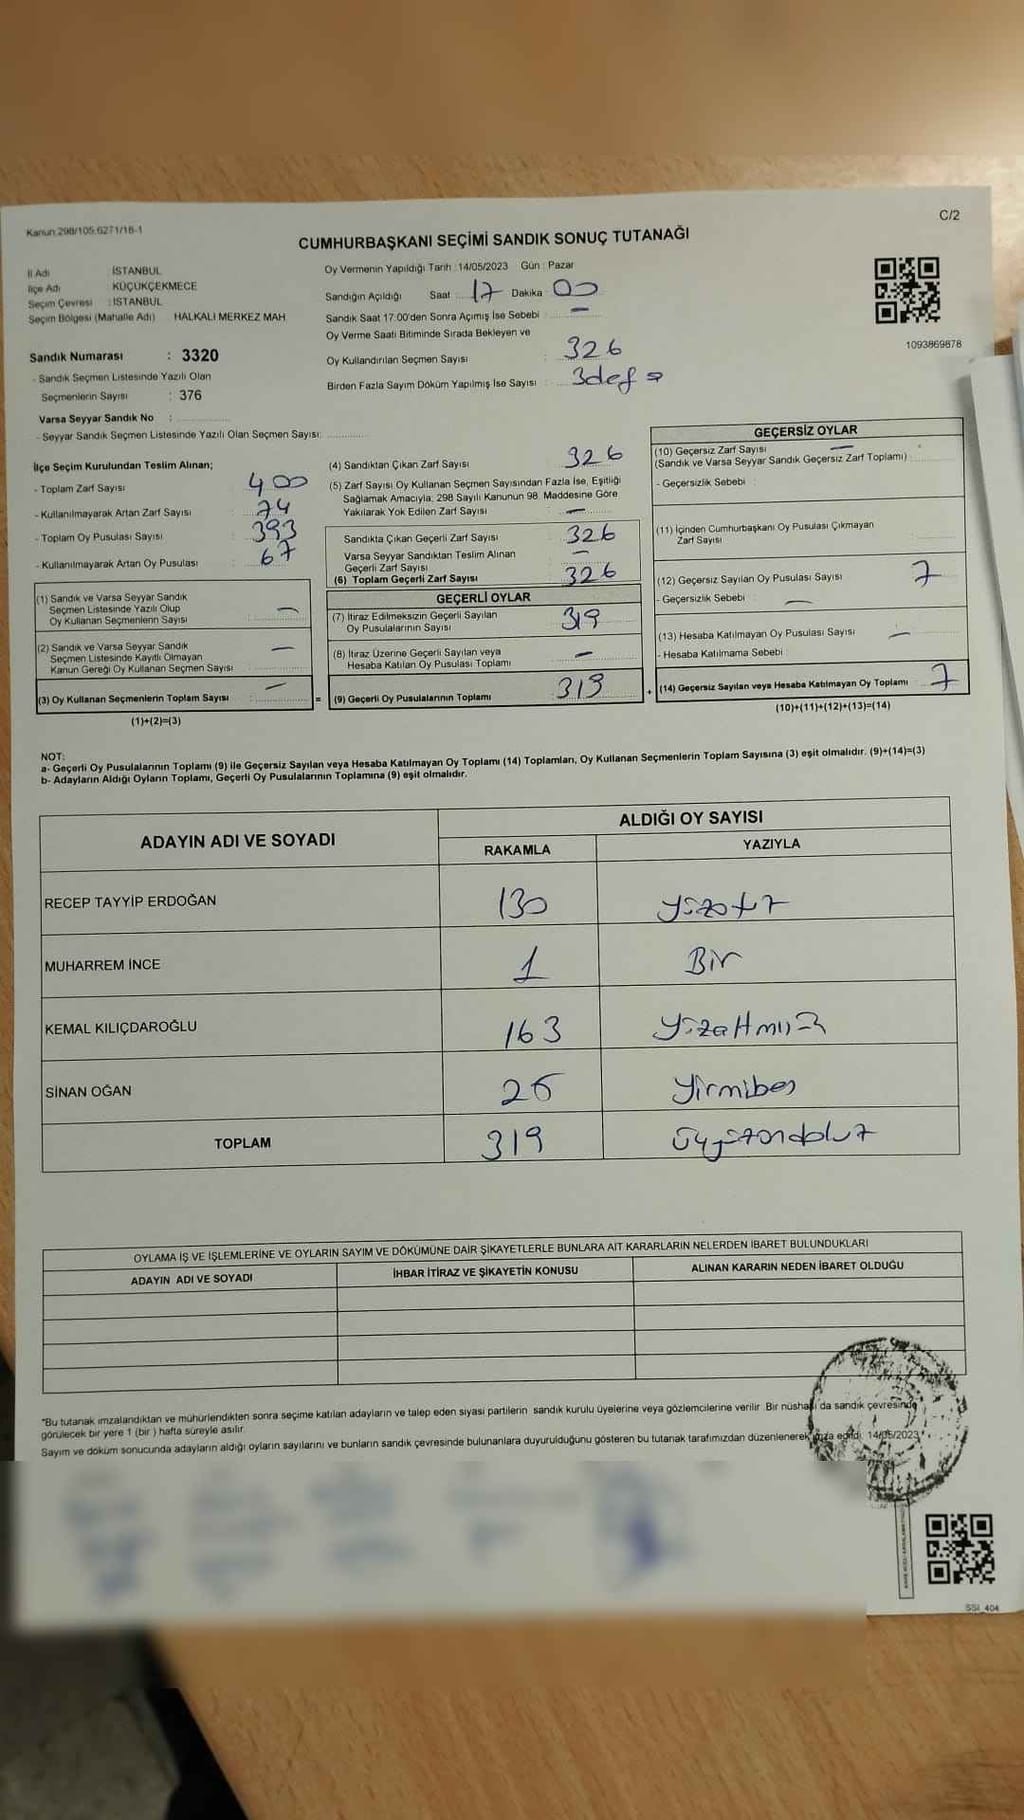 Kanun:298/105.6271/18-1
C/2
CUMHURBAŞKANI SEÇİMİ SANDIK SONUÇ TUTANAĞI
İl Adı : İSTANBUL
İlçe Adı : KÜÇÜKÇEKMECE
Seçim Çevresi : İSTANBUL
Seçim Bölgesi (Mahalle Adı) HALKALI MERKEZ MAH.
Sandık Numarası : 3320
- Sandık Seçmen Listesinde Yazılı Olan
Seçmenlerin Sayısı : 376
Varsa Seyyar Sandık No :
- Seyyar Sandık Seçmen Listesinde Yazılı Olan Seçmen Sayısı:
Oy Vermenin Yapıldığı Tarih :14/05/2023 Gün : Pazar
Sandığın Açıldığı Saat 17 Dakika 00
Sandık Saat 17:00'den Sonra Açımış İse Sebebi : —
Oy Verme Saati Bitiminde Sırada Bekleyen ve
Oy Kullandırılan Seçmen Sayısı : 326
Birden Fazla Sayım Döküm Yapılmış İse Sayısı : 3def
1093869878
İlçe Seçim Kurulundan Teslim Alınan;
- Toplam Zarf Sayısı 400
- Kullanılmayarak Artan Zarf Sayısı 74
- Toplam Oy Pusulası Sayısı 393
- Kullanılmayarak Artan Oy Pusulası 67
(1) Sandık ve Varsa Seyyar Sandık
Seçmen Listesinde Yazılı Olup
Oy Kullanan Seçmenlerin Sayısı —
(2) Sandık ve Varsa Seyyar Sandık
Seçmen Listesinde Kayıtlı Olmayan
Kanun Gereği Oy Kullanan Seçmen Sayısı —
(3) Oy Kullanan Seçmenlerin Toplam Sayısı : — =
(1)+(2)=(3)
(4) Sandıktan Çıkan Zarf Sayısı 326
(5) Zarf Sayısı Oy Kullanan Seçmen Sayısından Fazla İse, Eşitliği
Sağlamak Amacıyla; 298 Sayılı Kanunun 98. Maddesine Göre
Yakılarak Yok Edilen Zarf Sayısı —
Sandıkta Çıkan Geçerli Zarf Sayısı 326
Varsa Seyyar Sandıktan Teslim Alınan
Geçerli Zarf Sayısı —
(6) Toplam Geçerli Zarf Sayısı 326
GEÇERLİ OYLAR
(7) İtiraz Edilmeksizin Geçerli Sayılan
Oy Pusulalarının Sayısı 319
(8) İtiraz Üzerine Geçerli Sayılan veya
Hesaba Katılan Oy Pusulası Toplamı —
(9) Geçerli Oy Pusulalarının Toplamı 319 +
GEÇERSİZ OYLAR
(10) Geçersiz Zarf Sayısı —
(Sandık ve Varsa Seyyar Sandık Geçersiz Zarf Toplamı) :
- Geçersizlik Sebebi :
(11) İçinden Cumhurbaşkanı Oy Pusulası Çıkmayan
Zarf Sayısı
(12) Geçersiz Sayılan Oy Pusulası Sayısı 7
- Geçersizlik Sebebi : —
(13) Hesaba Katılmayan Oy Pusulası Sayısı : —
- Hesaba Katılmama Sebebi :
(14) Geçersiz Sayılan veya Hesaba Katılmayan Oy Toplamı 7
(10)+(11)+(12)+(13)=(14)
NOT:
a- Geçerli Oy Pusulalarının Toplamı (9) ile Geçersiz Sayılan veya Hesaba Katılmayan Oy Toplamı (14) Toplamları, Oy Kullanan Seçmenlerin Toplam Sayısına (3) eşit olmalıdır. (9)+(14)=(3)
b- Adayların Aldığı Oyların Toplamı, Geçerli Oy Pusulalarının Toplamına (9) eşit olmalıdır.
ADAYIN ADI VE SOYADI
ALDIĞI OY SAYISI
RAKAMLA YAZIYLA
RECEP TAYYİP ERDOĞAN 130 yüzotuz
MUHARREM İNCE 1 Bir
KEMAL KILIÇDAROĞLU 163
SİNAN OĞAN 25 yirmibeş
TOPLAM 319 üçyüzondokuz
OYLAMA İŞ VE İŞLEMLERİNE VE OYLARIN SAYIM VE DÖKÜMÜNE DAİR ŞİKAYETLERLE BUNLARA AİT KARARLARIN NELERDEN İBARET BULUNDUKLARI
ADAYIN ADI VE SOYADI İHBAR İTİRAZ VE ŞİKAYETİN KONUSU ALINAN KARARIN NEDEN İBARET OLDUĞU
*Bu tutanak imzalandıktan ve mühürlendikten sonra seçime katılan adayların ve talep eden siyasi partilerin sandık kurulu üyelerine veya gözlemcilerine verilir. Bir nüshası da sandık çevresinde
görülecek bir yere 1 (bir ) hafta süreyle asılır.
Sayım ve döküm sonucunda adayların aldığı oyların sayılarını ve bunların sandık çevresinde bulunanlara duyurulduğunu gösteren bu tutanak tarafımızdan düzenlenerek imza edildi. 14/05/2023
SSI_404